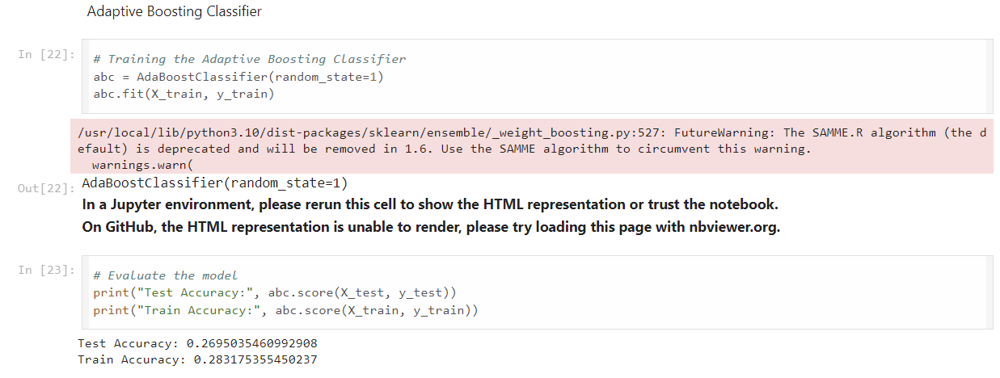 Adaptive Boosting Classifier
In [22]:
# Training the Adaptive Boosting Classifier
abc = AdaBoostClassifier(random_state=1)
abc.fit(X_train, y_train)
/usr/local/lib/python3.10/dist-packages/sklearn/ensemble/_weight_boosting.py:527: FutureWarning: The SAMME.R algorithm (the d
efault) is deprecated and will be removed in 1.6. Use the SAMME algorithm to circumvent this warning.
  warnings.warn(
Out[22]:
AdaBoostClassifier(random_state=1)
In a Jupyter environment, please rerun this cell to show the HTML representation or trust the notebook.
On GitHub, the HTML representation is unable to render, please try loading this page with nbviewer.org.
In [23]:
# Evaluate the model
print("Test Accuracy:", abc.score(X_test, y_test))
print("Train Accuracy:", abc.score(X_train, y_train))
Test Accuracy: 0.2695035460992908
Train Accuracy: 0.283175355450237